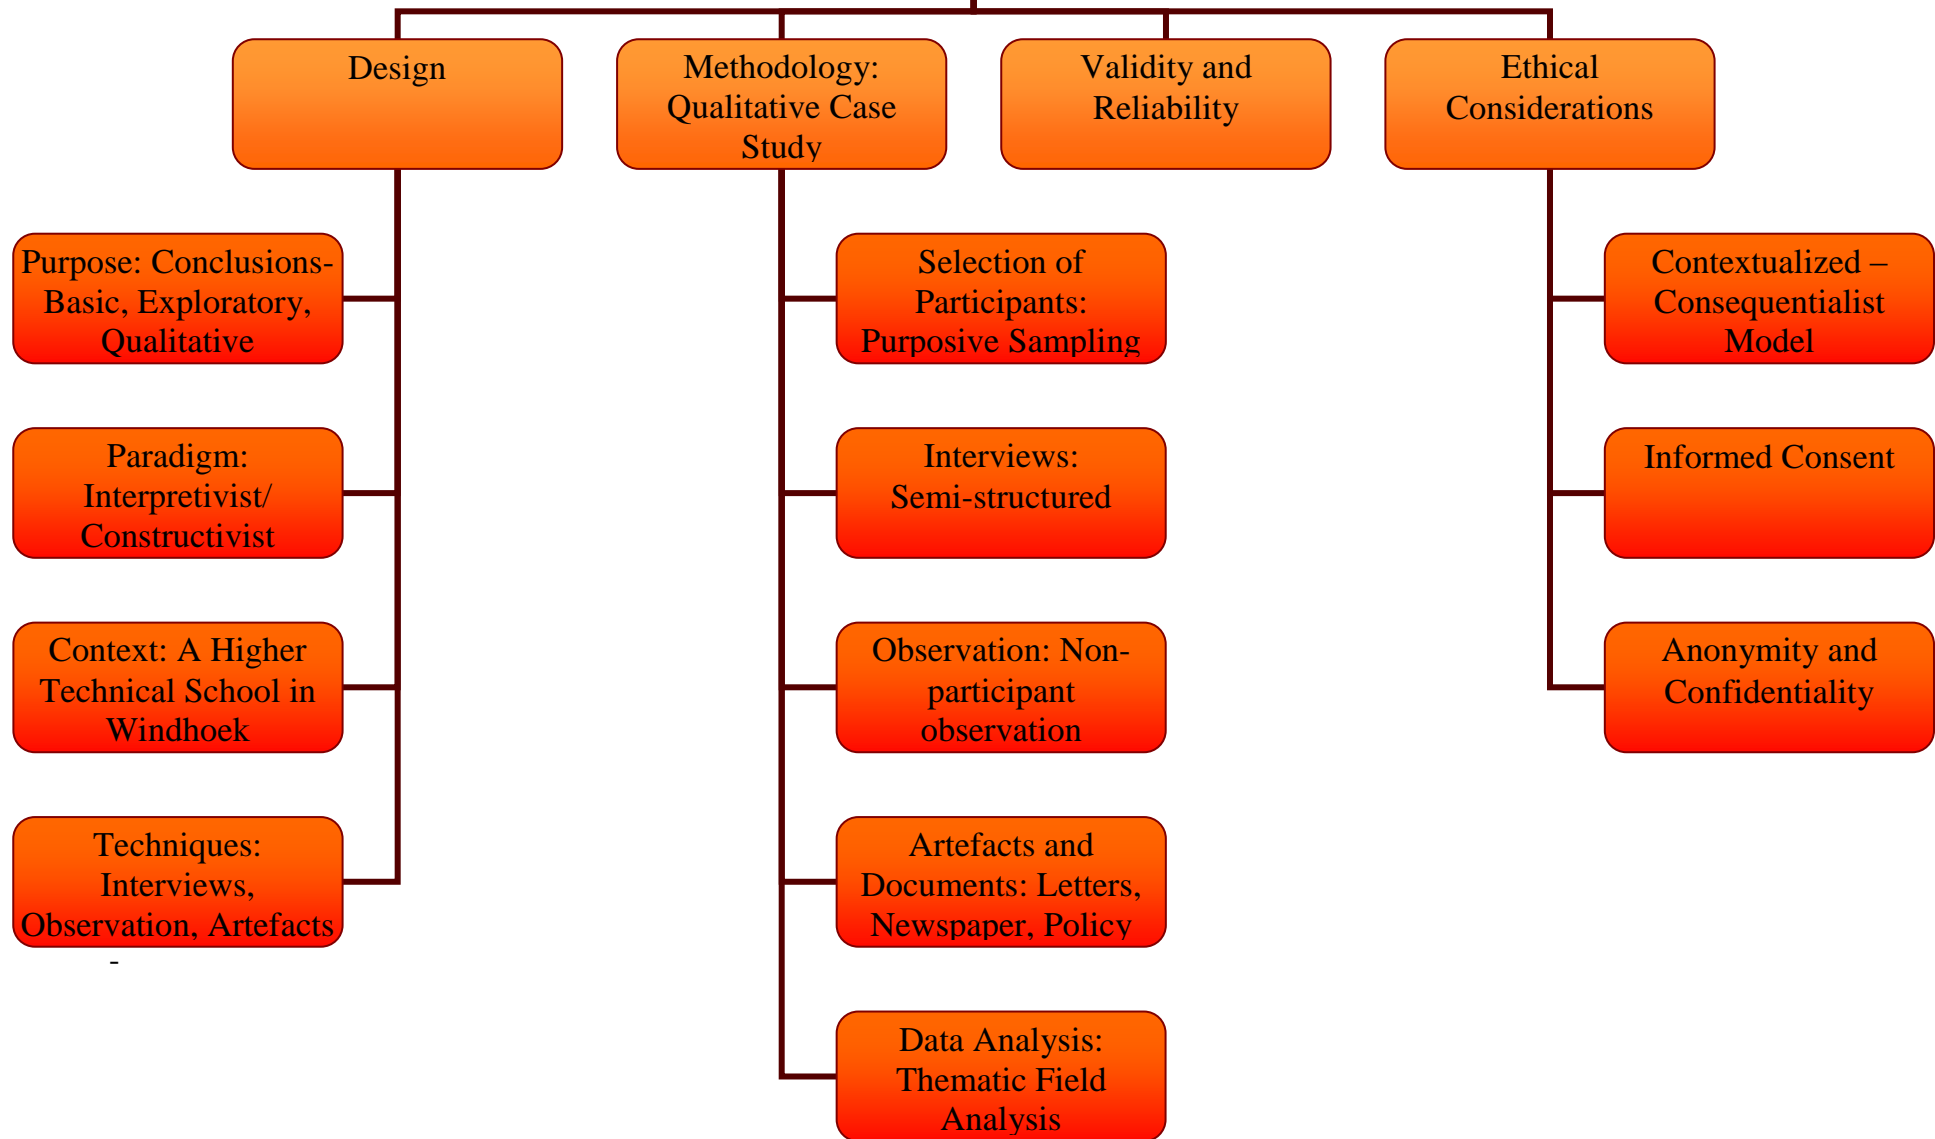 Design
Methodology:
Qualitative Case
Study
Validity and
Reliability
Ethical
Considerations
Purpose: Conclusions-
Basic, Exploratory,
Qualitative
Paradigm:
Interpretivist/
Constructivist
Context: A Higher
Technical School in
Windhoek
Techniques:
Interviews,
Observation, Artefacts
-
Selection of
Participants:
Purposive Sampling
Interviews:
Semi-structured
Observation: Non-
participant
observation
Artefacts and
Documents: Letters,
Newspaper, Policy
Data Analysis:
Thematic Field
Analysis
Contextualized –
Consequentialist
Model
Informed Consent
Anonymity and
Confidentiality